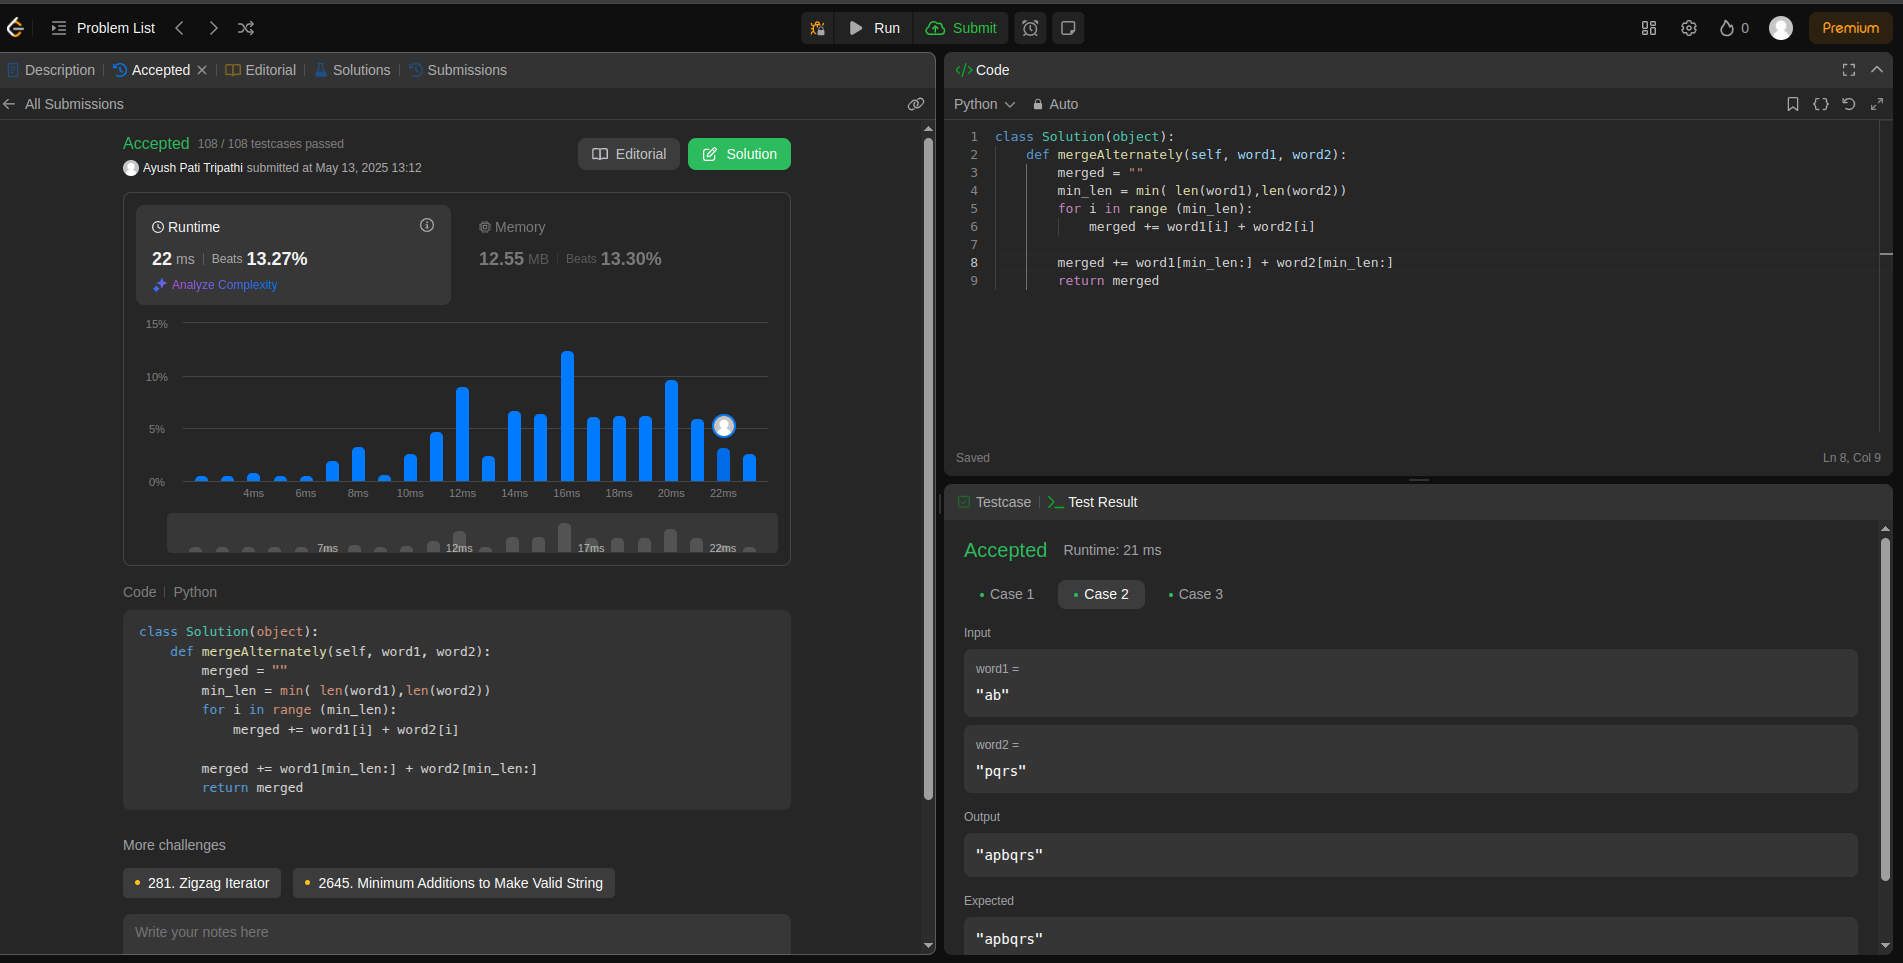 Problem List
Run
Submit
0
Premium
Description
Accepted
Editorial
Solutions
Submissions
All Submissions
Accepted 108 / 108 testcases passed
Ayush Pati Tripathi submitted at May 13, 2025 13:12
Editorial
Solution
Runtime
22 ms Beats 13.27%
Analyze Complexity
Memory
12.55 MB Beats 13.30%
15%
10%
5%
0%
4ms 6ms 8ms 10ms 12ms 14ms 16ms 18ms 20ms 22ms
7ms 12ms 17ms 22ms
Code Python
class Solution(object):
    def mergeAlternately(self, word1, word2):
        merged = ""
        min_len = min( len(word1),len(word2))
        for i in range (min_len):
            merged += word1[i] + word2[i]
        merged += word1[min_len:] + word2[min_len:]
        return merged
More challenges
281. Zigzag Iterator
2645. Minimum Additions to Make Valid String
Write your notes here
</> Code
Python
Auto
1 class Solution(object):
2     def mergeAlternately(self, word1, word2):
3         merged = ""
4         min_len = min( len(word1),len(word2))
5         for i in range (min_len):
6             merged += word1[i] + word2[i]
7
8         merged += word1[min_len:] + word2[min_len:]
9         return merged
Saved
Ln 8, Col 9
Testcase
Test Result
Accepted Runtime: 21 ms
Case 1
Case 2
Case 3
Input
word1 =
"ab"
word2 =
"pqrs"
Output
"apbqrs"
Expected
"apbqrs"